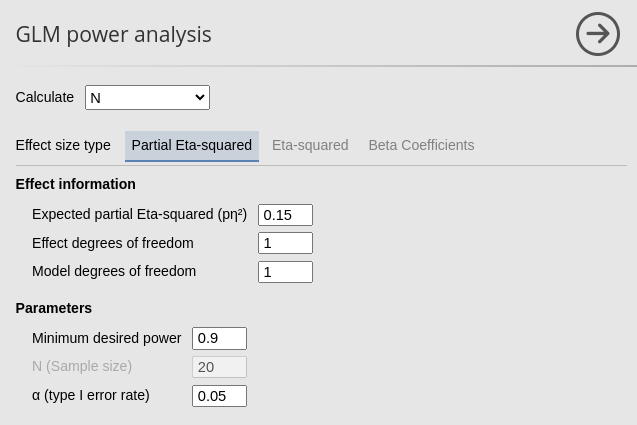 GLM power analysis
Calculate N
Effect size type Partial Eta-squared Eta-squared Beta Coefficients
Effect information
Expected partial Eta-squared (pη²) 0.15
Effect degrees of freedom 1
Model degrees of freedom 1
Parameters
Minimum desired power 0.9
N (Sample size) 20
α (type I error rate) 0.05